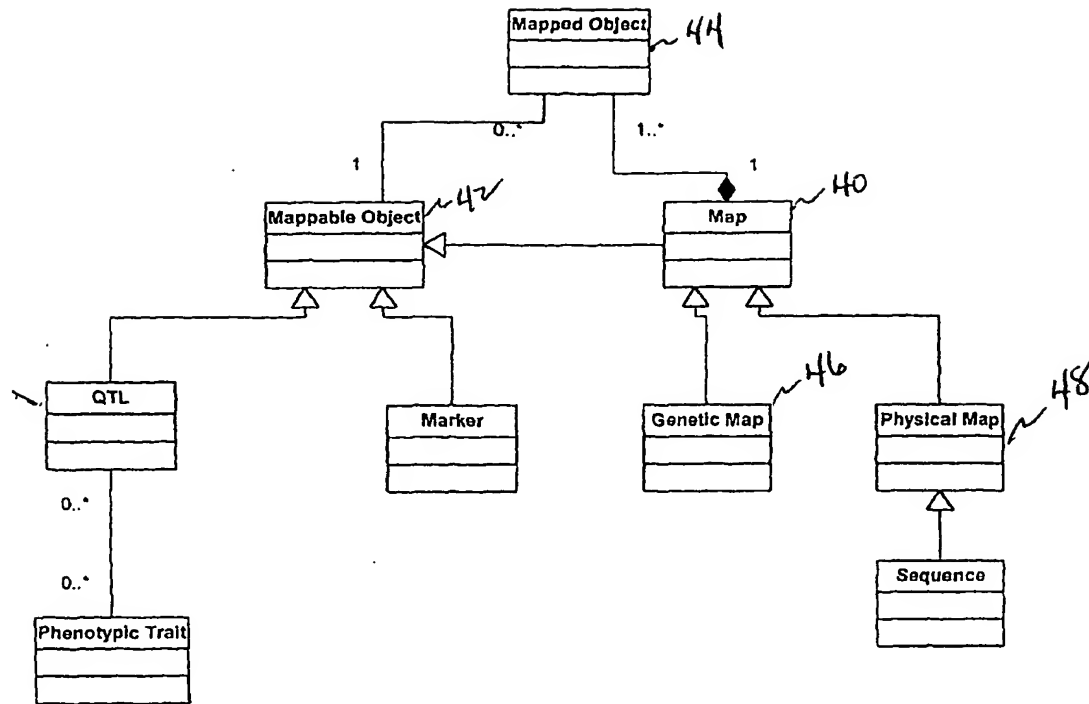 Mapped Object
44
0..*
1..*
1
1
Mappable Object
42
Map
40
QTL
Marker
Genetic Map
46
Physical Map
48
0..*
0..*
Sequence
Phenotypic Trait